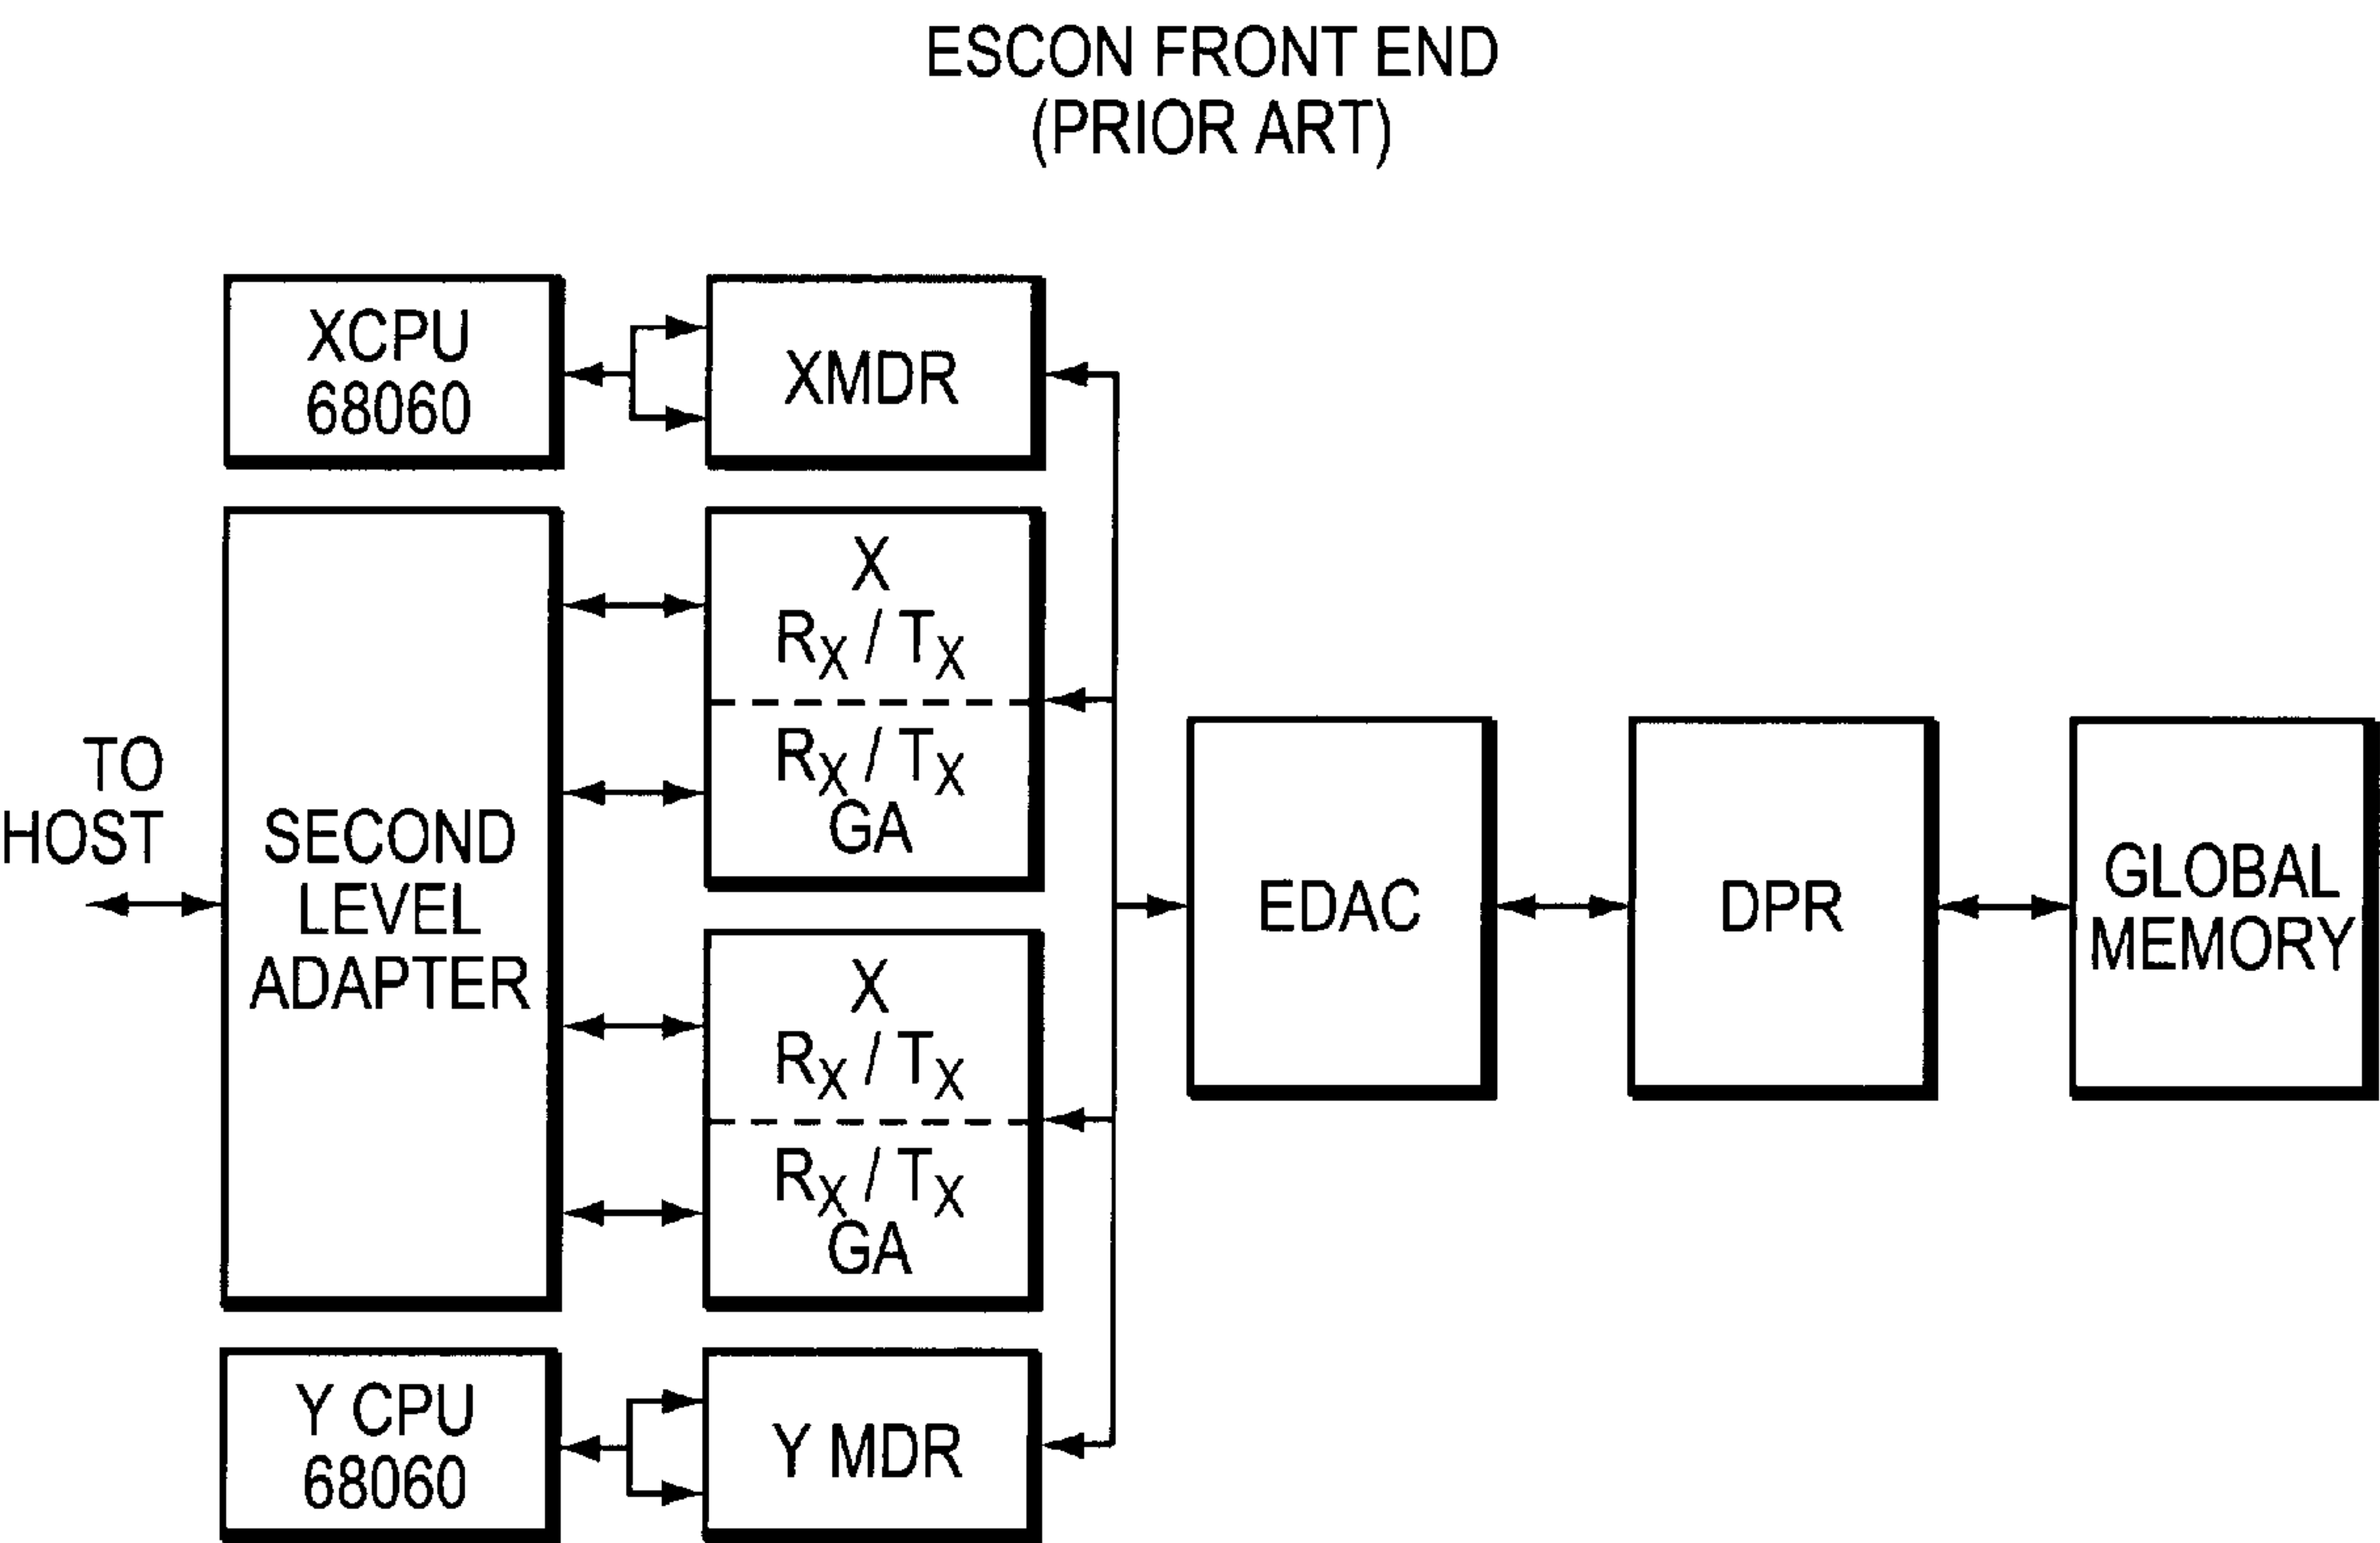 ESCON FRONT END
(PRIOR ART)
XCPU
68060
XMDR
TO
HOST
SECOND
LEVEL
ADAPTER
X
RX / TX
RX / TX
GA
X
RX / TX
RX / TX
GA
EDAC
DPR
GLOBAL
MEMORY
Y CPU
68060
Y MDR